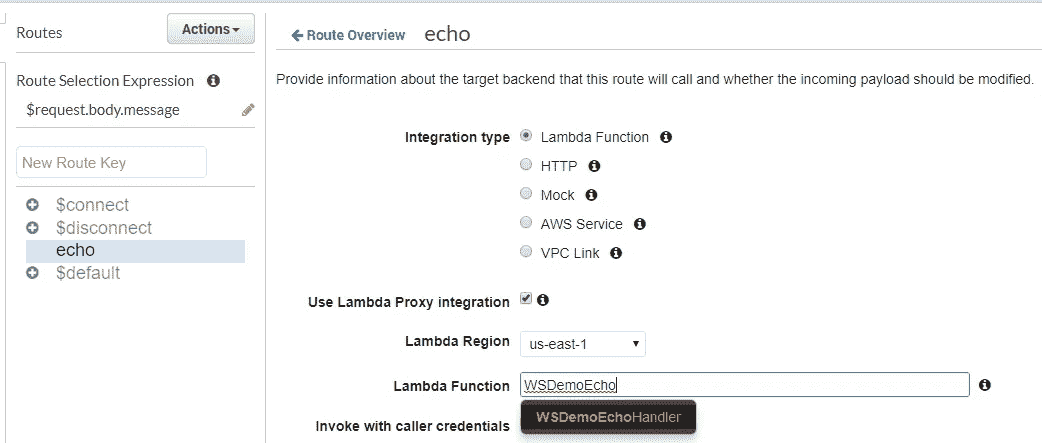 Routes
Actions
Route Selection Expression
$request.body.message
New Route Key
$connect
$disconnect
echo
$default
Route Overview echo
Provide information about the target backend that this route will call and whether the incoming payload should be modified.
Integration type Lambda Function
HTTP
Mock
AWS Service
VPC Link
Use Lambda Proxy integration
Lambda Region us-east-1
Lambda Function WSDemoEcho
WSDemoEchoHandler
Invoke with caller credentials